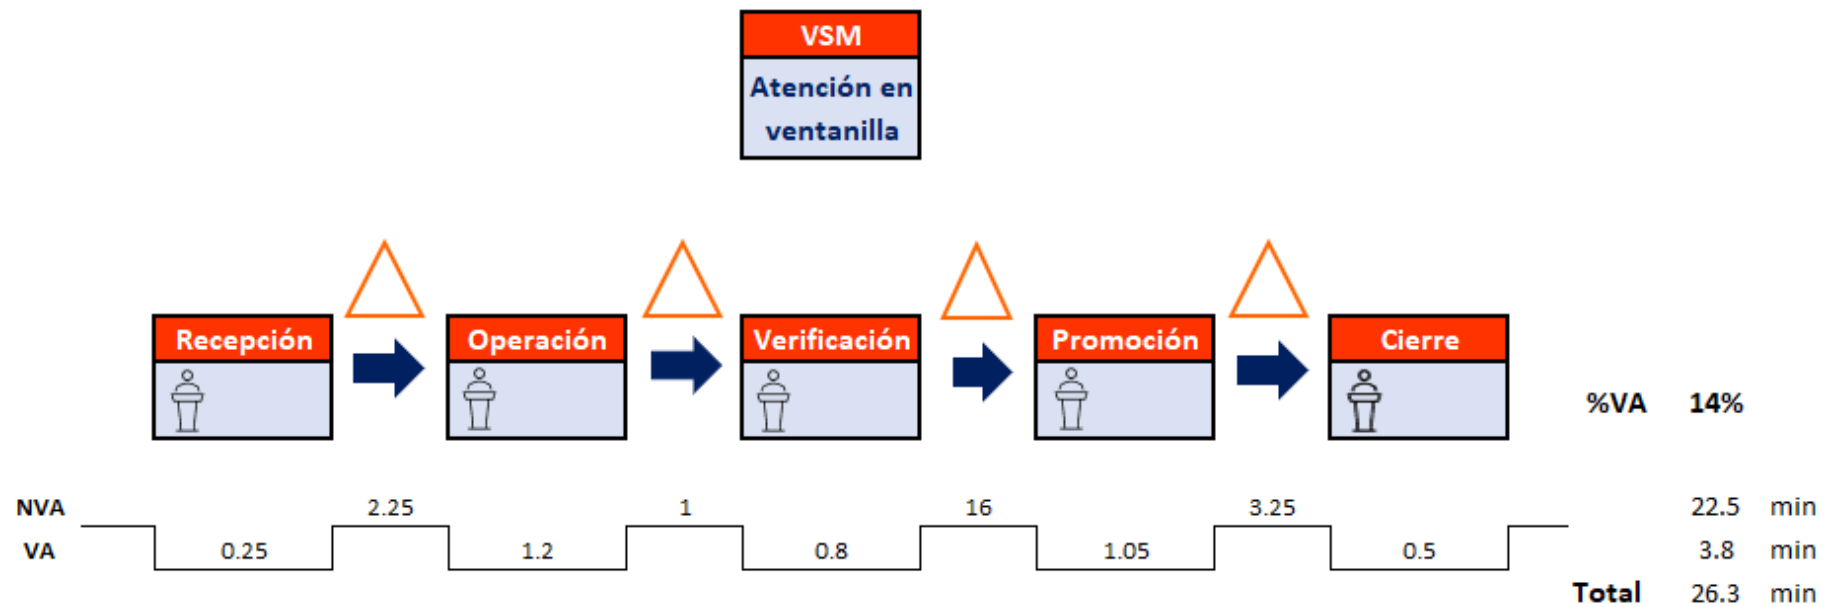 VSM
Atención en
ventanilla
Recepción
Operación
Verificación
Promoción
Cierre
%VA 14%
NVA 2.25 1 16 3.25 22.5 min
VA 0.25 1.2 0.8 1.05 0.5 3.8 min
Total 26.3 min